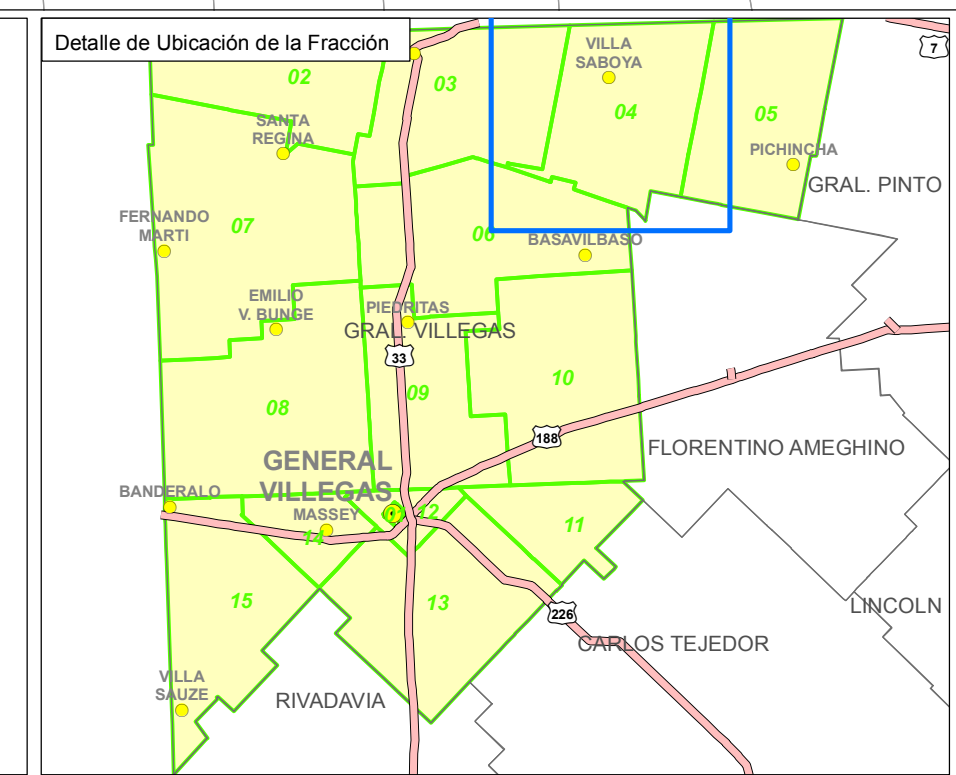 Detalle de Ubicación de la Fracción
7
VILLA
SABOYA
02
03
04
05
SANTA
REGINA
PICHINCHA
GRAL. PINTO
FERNANDO
MARTI
07
06
BASAVILBASO
EMILIO
V. BUNGE
PIEDRITAS
GRAL. VILLEGAS
33
10
09
08
188
FLORENTINO AMEGHINO
GENERAL
VILLEGAS
BANDERALO
MASSEY
12
11
14
15
13
226
LINCOLN
CARLOS TEJEDOR
VILLA
SAUZE
RIVADAVIA